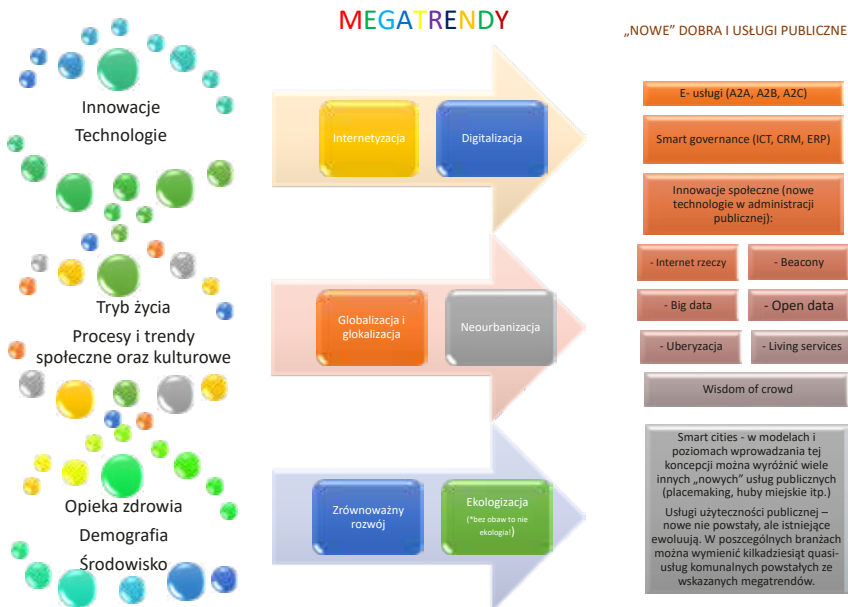 MEGATRENDY
„NOWE” DOBRA I USŁUGI PUBLICZNE
Innowacje
Technologie
Tryb życia
Procesy i trendy
społeczne oraz kulturowe
Opieka zdrowia
Demografia
Środowisko
Internetyzacja
Digitalizacja
Globalizacja i
glokalizacja
Neourbanizacja
Zrównoważny
rozwój
Ekologizacja
(*bez obaw to nie
ekologia!)
E- usługi (A2A, A2B, A2C)
Smart governance (ICT, CRM, ERP)
Innowacje społeczne (nowe
technologie w administracji
publicznej):
- Internet rzeczy
- Beacony
- Big data
- Open data
- Uberyzacja
- Living services
Wisdom of crowd
Smart cities - w modelach i
poziomach wprowadzania tej
koncepcji można wyróżnić wiele
innych „nowych” usług publicznych
(placemaking, huby miejskie itp.)
Usługi użyteczności publicznej –
nowe nie powstały, ale istniejące
ewoluują. W poszczególnych branżach
można wymienić kilkadziesiąt quasi-
usług komunalnych powstałych ze
wskazanych megatrendów.